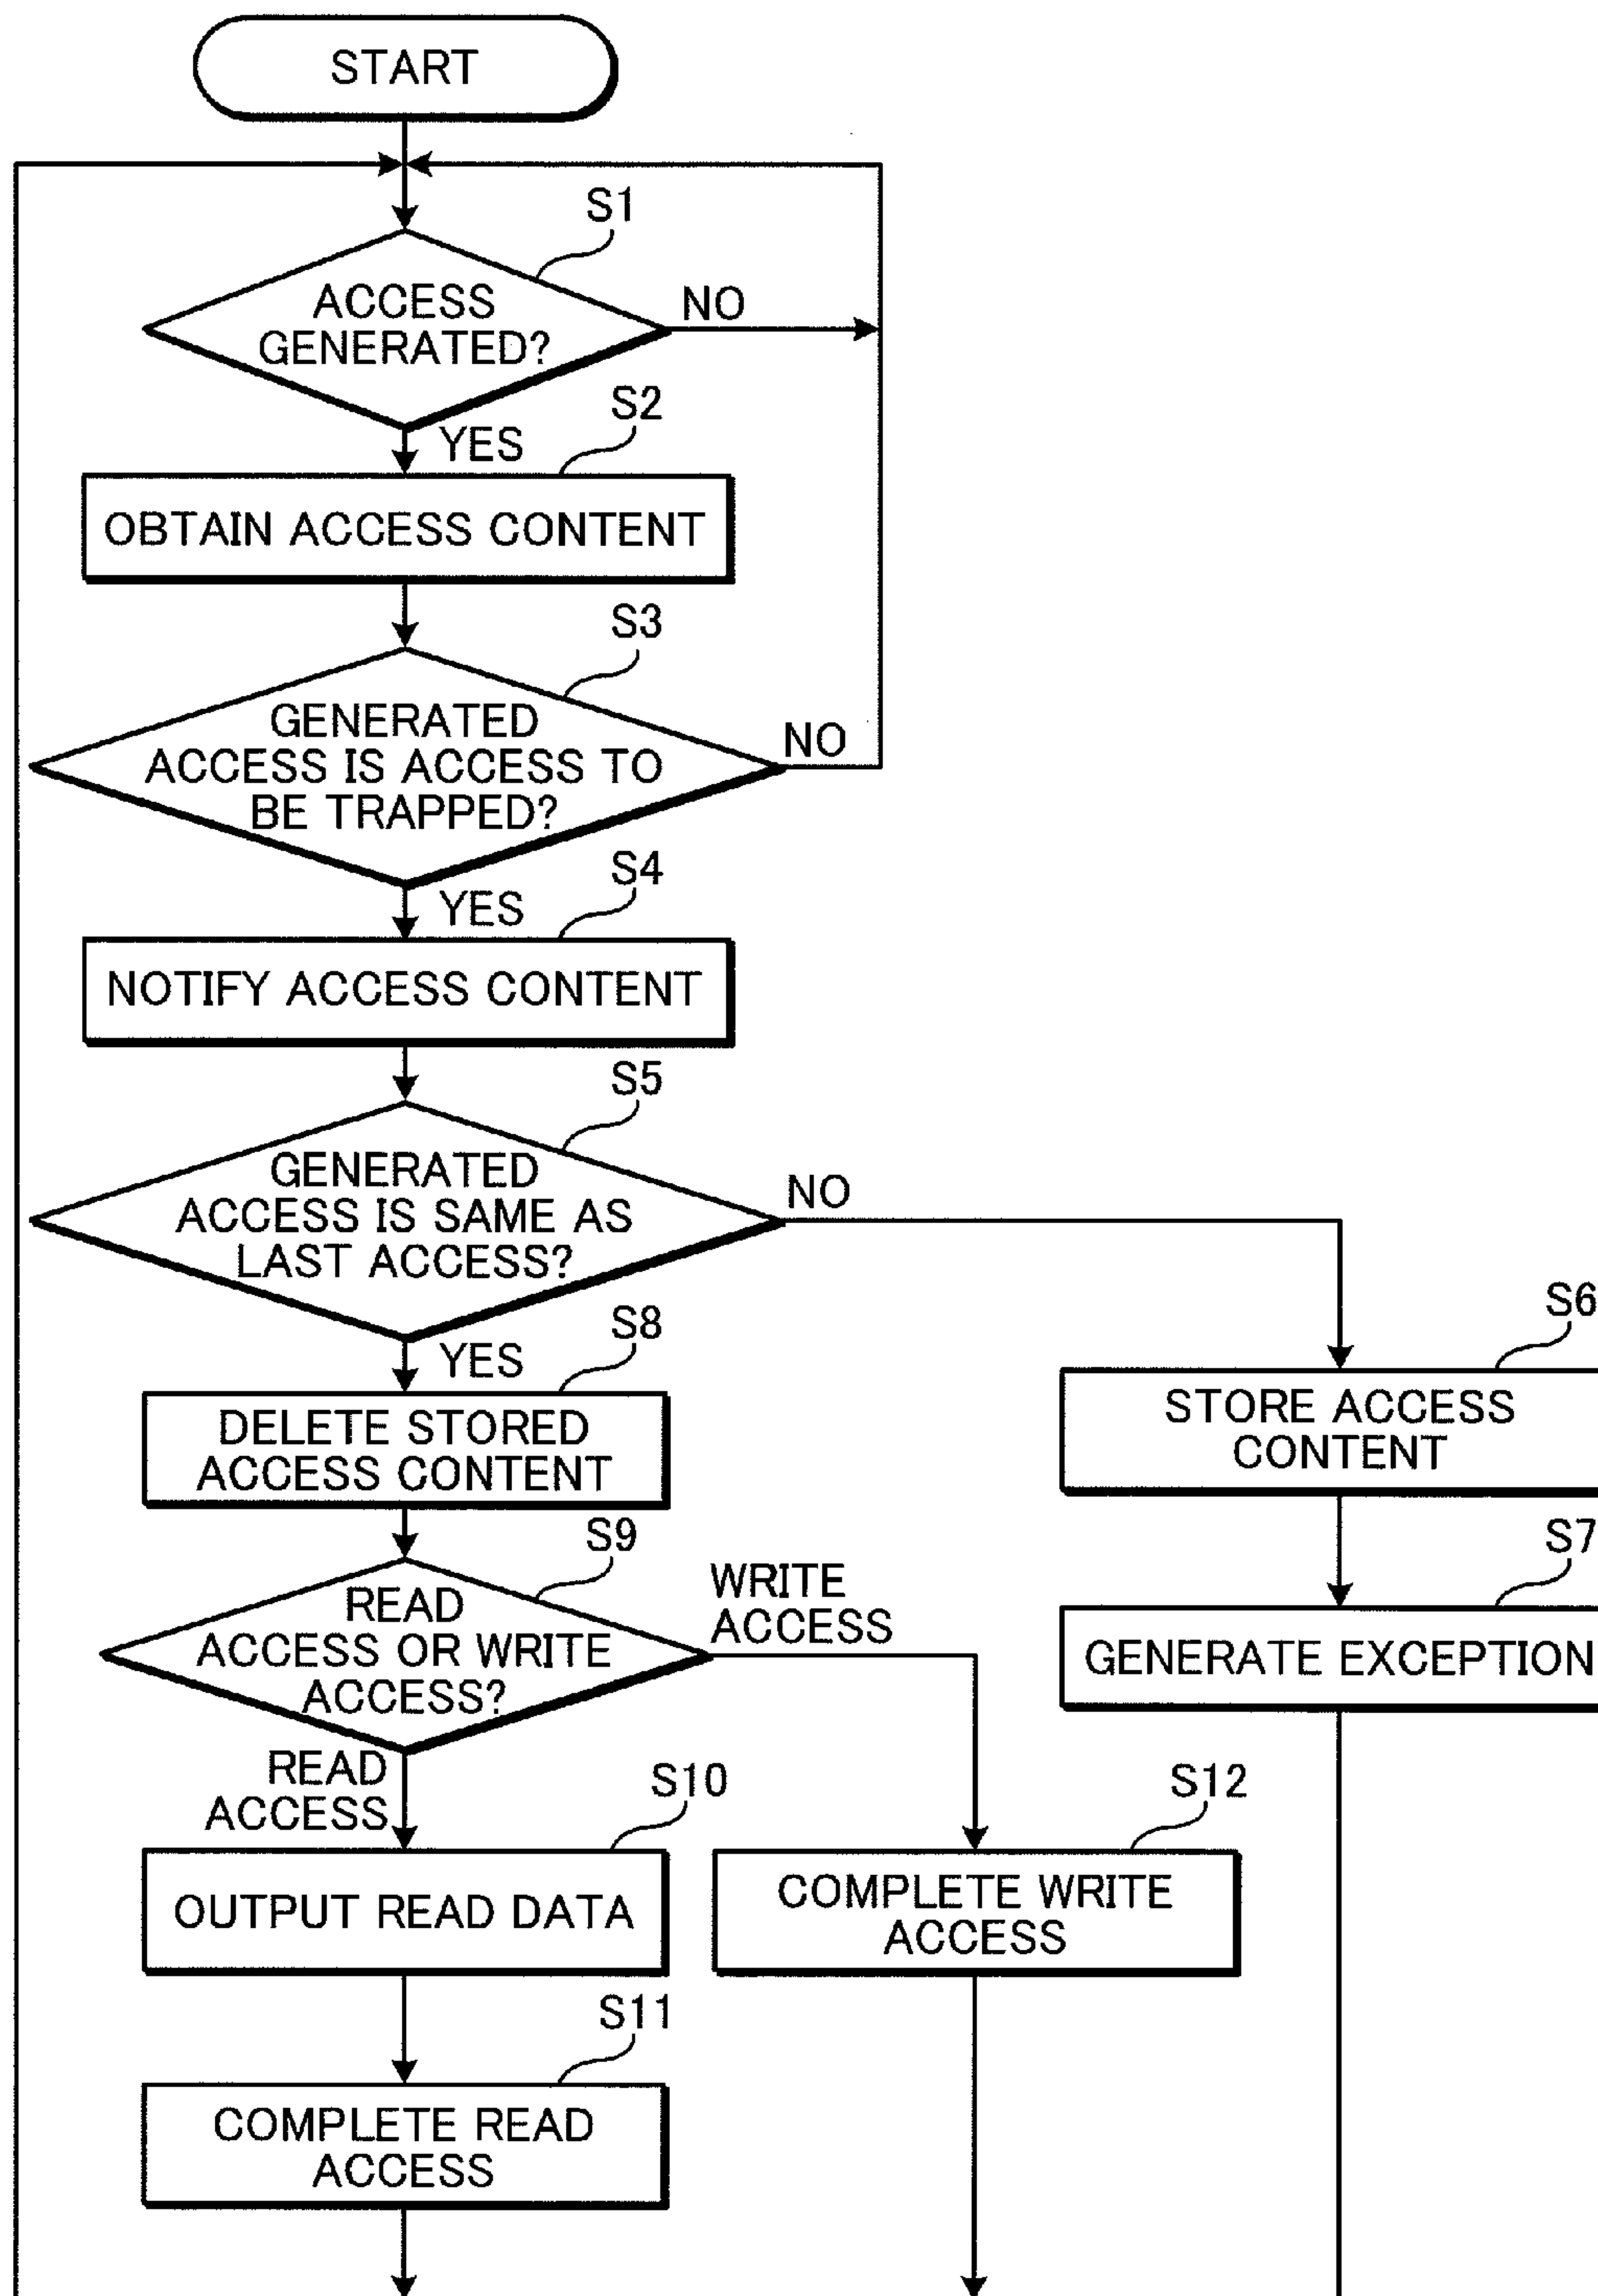 START
S1
ACCESS
GENERATED?
NO
S2
YES
OBTAIN ACCESS CONTENT
S3
GENERATED
ACCESS IS ACCESS TO
BE TRAPPED?
NO
S4
YES
NOTIFY ACCESS CONTENT
S5
GENERATED
ACCESS IS SAME AS
LAST ACCESS?
NO
S6
STORE ACCESS
CONTENT
S7
GENERATE EXCEPTION
S8
YES
DELETE STORED
ACCESS CONTENT
S9
READ
ACCESS OR WRITE
ACCESS?
WRITE
ACCESS
READ
ACCESS
S10
OUTPUT READ DATA
S12
COMPLETE WRITE
ACCESS
S11
COMPLETE READ
ACCESS